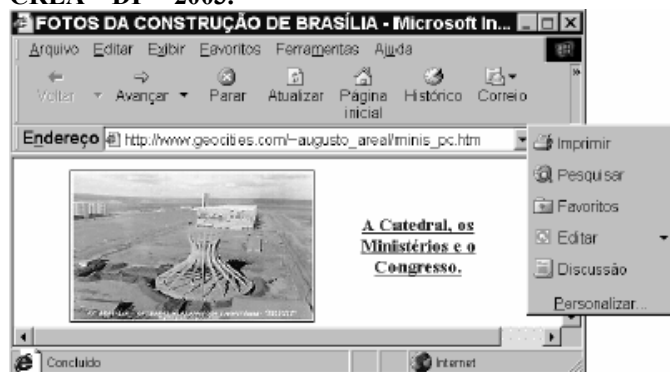 CREA – DF – 2003.
FOTOS DA CONSTRUÇÃO DE BRASÍLIA - Microsoft In...
Arquivo Editar Exibir Favoritos Ferramentas Ajuda
Voltar Avançar Parar Atualizar Página inicial Histórico Correio »
Endereço http://www.geocities.com/~augusto_areal/minis_pc.htm
Imprimir
Pesquisar
Favoritos
Editar
Discussão
Personalizar...
A Catedral, os
Ministérios e o
Congresso.
Concluído Internet